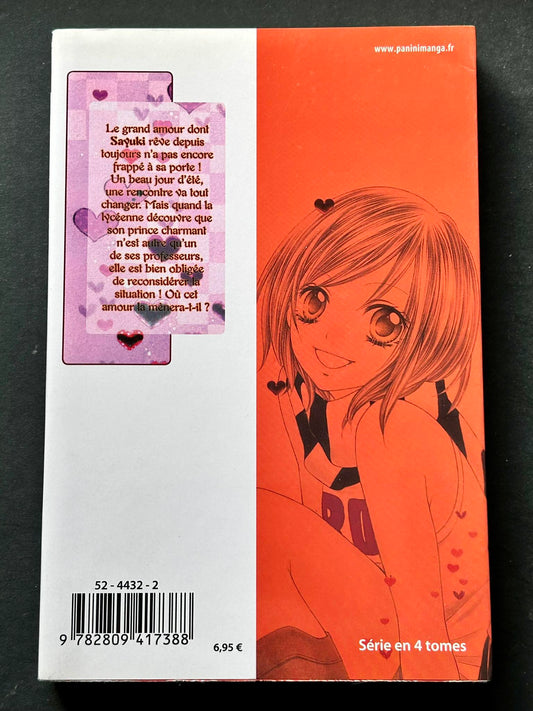 www.paninimanga.fr
Le grand amour dont
Sayuki rêve depuis
toujours n'a pas encore
frappé à sa porte !
Un beau jour d'été,
une rencontre va tout
changer. Mais quand la
lycéenne découvre que
son prince charmant
n'est autre qu'un
de ses professeurs,
elle est bien obligée
de reconsidérer la
situation ! Où cet
amour la mènera-t-il ?
52 - 4432 - 2
9 782809 417388
6,95 €
Série en 4 tomes